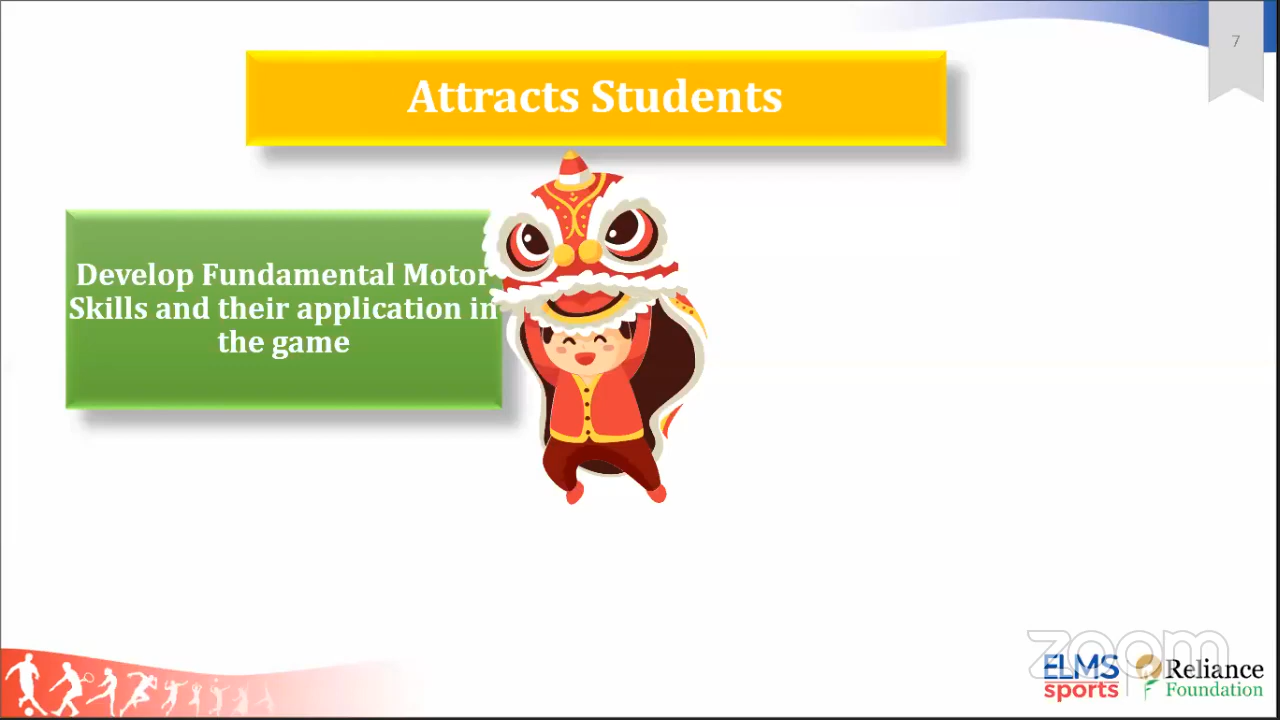 7
Attracts Students
Develop Fundamental Motor
Skills and their application in
the game
zoom
ELMS
sports
Reliance
Foundation